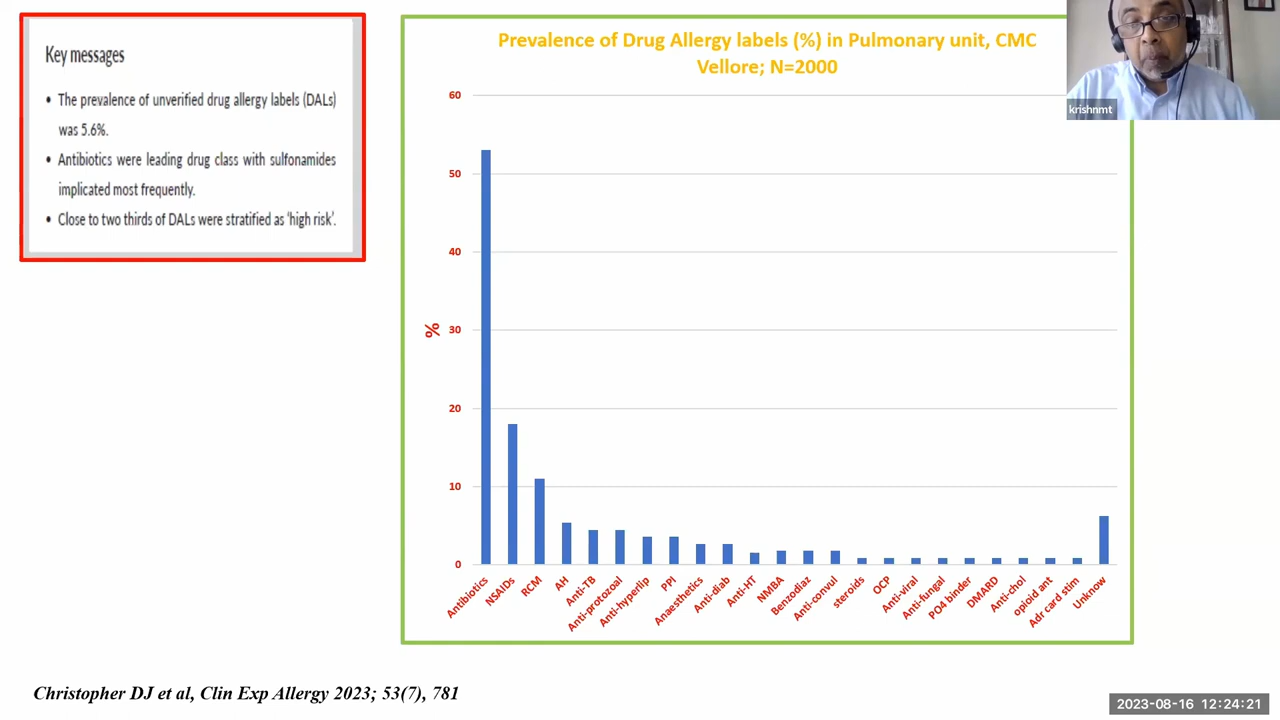 Key messages
• The prevalence of unverified drug allergy labels (DALs)
was 5.6%.
• Antibiotics were leading drug class with sulfonamides
implicated most frequently.
• Close to two thirds of DALs were stratified as ‘high risk’.
Prevalence of Drug Allergy labels (%) in Pulmonary unit, CMC
Vellore; N=2000
krishnmt
%
60
50
40
30
20
10
0
Antibiotics
NSAIDs
RCM
AH
Anti-TB
Anti-protozoal
Anti-hyperlip
PPI
Anaesthetics
Anti-diab
Anti-HT
NMBA
Benzodiaz
Anti-convul
steroids
OCP
Anti-viral
Anti-fungal
PO4 binder
DMARD
Anti-chol
opioid ant
Adr card stim
Unknow
Christopher DJ et al, Clin Exp Allergy 2023; 53(7), 781
2023-08-16 12:24:21